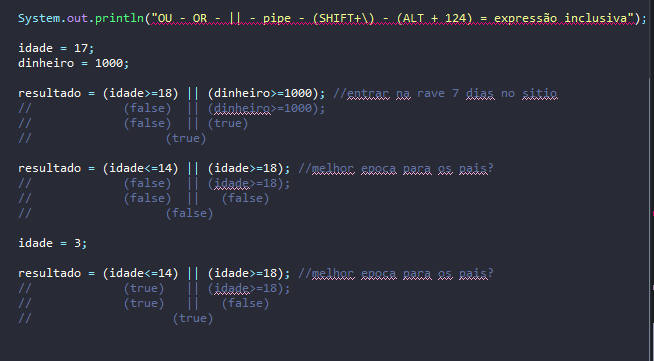 System.out.println("OU - OR - || - pipe - (SHIFT+\) - (ALT + 124) = expressão inclusiva");
idade = 17;
dinheiro = 1000;
resultado = (idade>=18) || (dinheiro>=1000); //entrar na rave 7 dias no sitio
// (false) || (dinheiro>=1000);
// (false) || (true)
// (true)
resultado = (idade<=14) || (idade>=18); //melhor epoca para os pais?
// (false) || (idade>=18);
// (false) || (false)
// (false)
idade = 3;
resultado = (idade<=14) || (idade>=18); //melhor epoca para os pais?
// (true) || (idade>=18);
// (true) || (false)
// (true)